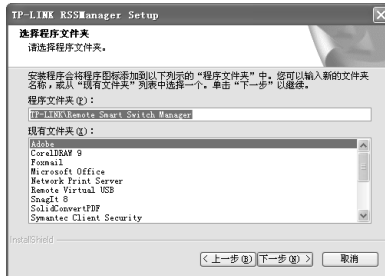 TP-LINK RSSManager Setup
选择程序文件夹
请选择程序文件夹。
安装程序会将程序图标添加到以下列示的“程序文件夹”中。您可以输入新的文件夹
名称，或从“现有文件夹”列表中选择一个。单击“下一步”以继续。
程序文件夹(P)：
TP-LINK\Remote Smart Switch Manager
现有文件夹(X)：
Adobe
CorelDRAW 9
Foxmail
Microsoft Office
Network Print Server
Remote Virtual USB
SnagIt 8
SolidConvertPDF
Symantec Client Security
InstallShield
< 上一步(B) 下一步(N) > 取消